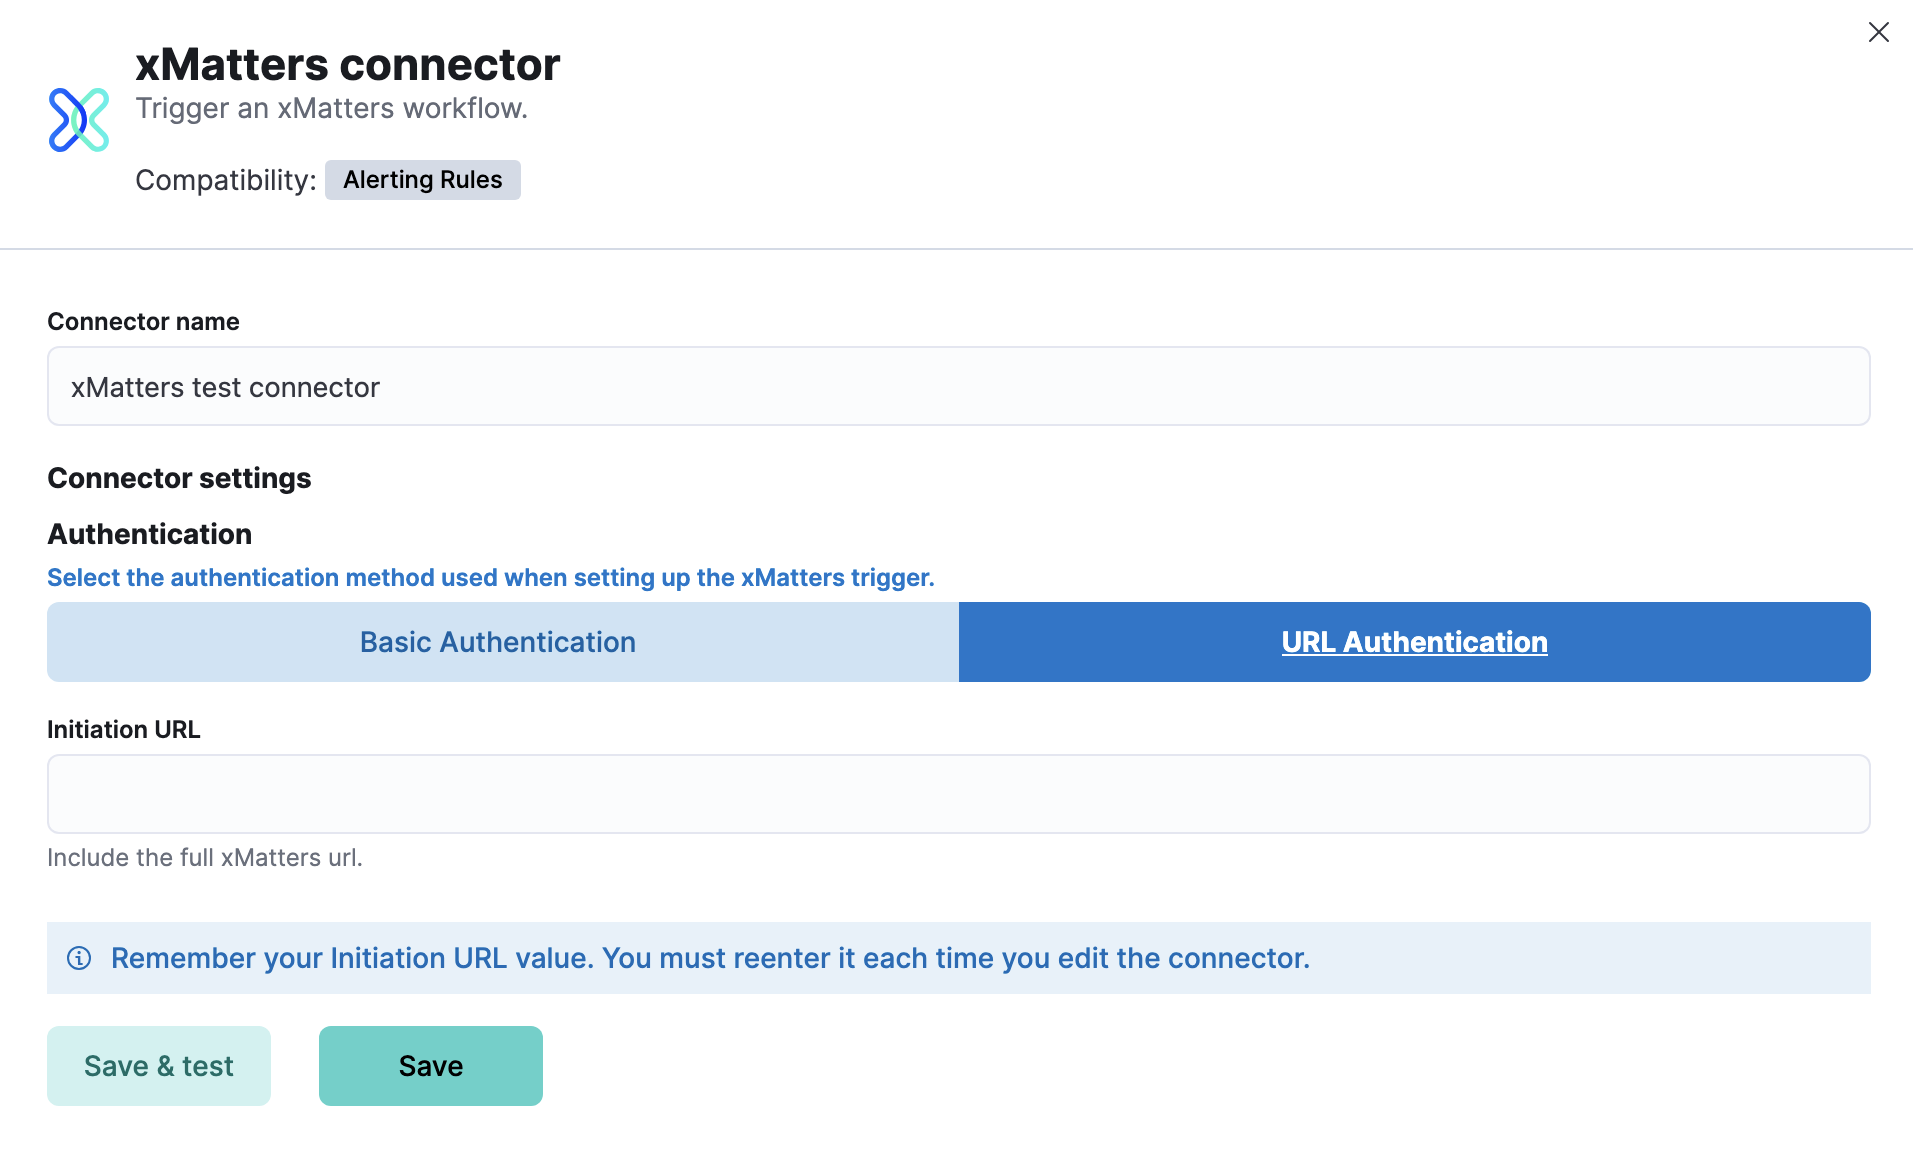 xMatters connector
Trigger an xMatters workflow.
Compatibility: Alerting Rules
Connector name
xMatters test connector
Connector settings
Authentication
Select the authentication method used when setting up the xMatters trigger.
Basic Authentication URL Authentication
Initiation URL
Include the full xMatters url.
Remember your Initiation URL value. You must reenter it each time you edit the connector.
Save & test Save